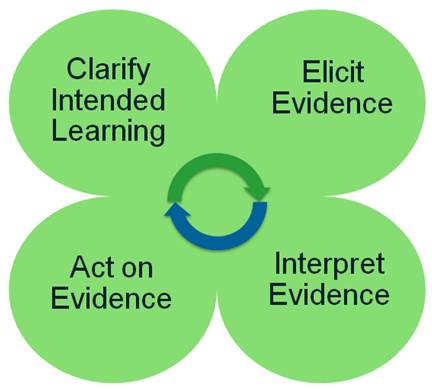 Clarify
Intended
Learning
Elicit
Evidence
Act on
Evidence
Interpret
Evidence